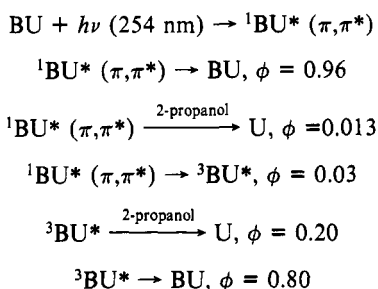 BU + hν (254 nm) → ¹BU* (π,π*)
¹BU* (π,π*) → BU, ϕ = 0.96
¹BU* (π,π*) —2-propanol→ U, ϕ =0.013
¹BU* (π,π*) → ³BU*, ϕ = 0.03
³BU* —2-propanol→ U, ϕ = 0.20
³BU* → BU, ϕ = 0.80